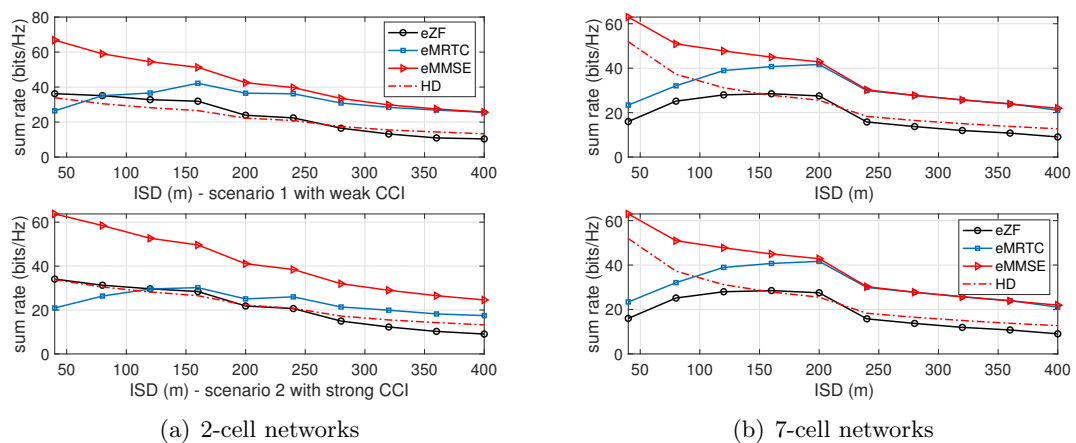 80
60
40
20
0
sum rate (bits/Hz)
eZF
eMRTC
eMMSE
HD
50 100 150 200 250 300 350 400
ISD (m) - scenario 1 with weak CCI
60
40
20
0
sum rate (bits/Hz)
50 100 150 200 250 300 350 400
ISD (m) - scenario 2 with strong CCI
(a) 2-cell networks
60
40
20
0
sum rate (bits/Hz)
50 100 150 200 250 300 350 400
ISD (m)
60
40
20
0
sum rate (bits/Hz)
eZF
eMRTC
eMMSE
HD
50 100 150 200 250 300 350 400
ISD (m)
(b) 7-cell networks